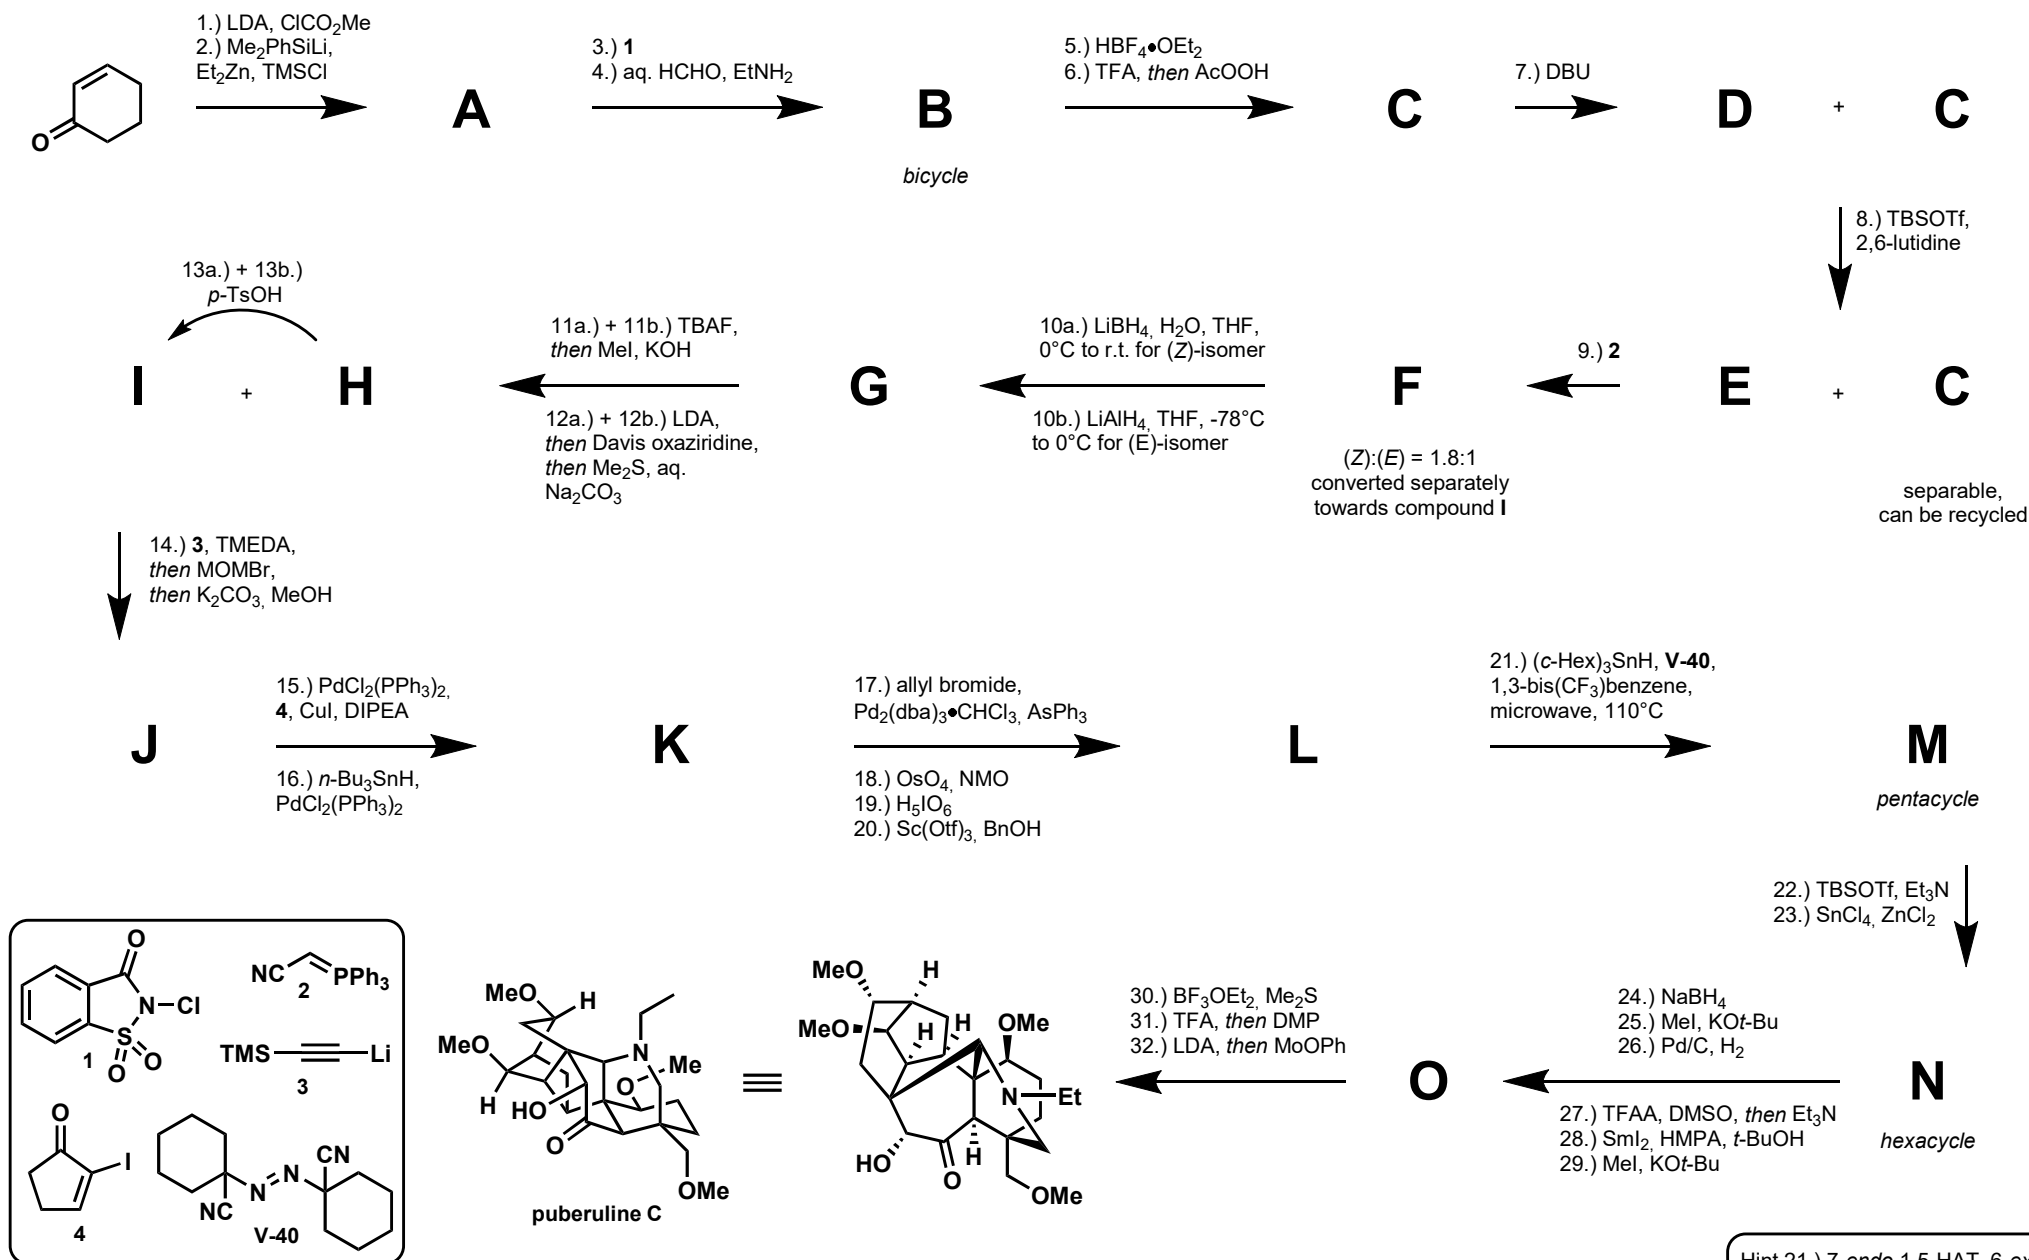 1.) LDA, ClCO2Me
2.) Me2PhSiLi,
Et2Zn, TMSCl
3.) 1
4.) aq. HCHO, EtNH2
5.) HBF4●OEt2
6.) TFA, then AcOOH
7.) DBU
O
A
B
C
D + C
bicycle
8.) TBSOTf,
2,6-lutidine
13a.) + 13b.)
p-TsOH
11a.) + 11b.) TBAF,
then MeI, KOH
10a.) LiBH4, H2O, THF,
0°C to r.t. for (Z)-isomer
9.) 2
I + H
G
F
E + C
12a.) + 12b.) LDA,
then Davis oxaziridine,
then Me2S, aq.
Na2CO3
10b.) LiAlH4, THF, -78°C
to 0°C for (E)-isomer
(Z):(E) = 1.8:1
converted separately
towards compound I
separable,
can be recycled
14.) 3, TMEDA,
then MOMBr,
then K2CO3, MeOH
15.) PdCl2(PPh3)2,
4, CuI, DIPEA
17.) allyl bromide,
Pd2(dba)3●CHCl3, AsPh3
21.) (c-Hex)3SnH, V-40,
1,3-bis(CF3)benzene,
microwave, 110°C
J
K
L
M
pentacycle
16.) n-Bu3SnH,
PdCl2(PPh3)2
18.) OsO4, NMO
19.) H5IO6
20.) Sc(Otf)3, BnOH
22.) TBSOTf, Et3N
23.) SnCl4, ZnCl2
O
N Cl
S
O O
1
NC PPh3
2
TMS Li
3
O
I
4
CN
N N
NC
V-40
MeO H
N
MeO
O Me
H HO
O
OMe
puberuline C
MeO H
MeO H H OMe
N Et
HO
O H
OMe
30.) BF3OEt2, Me2S
31.) TFA, then DMP
32.) LDA, then MoOPh
O
24.) NaBH4
25.) MeI, KOt-Bu
26.) Pd/C, H2
N
hexacycle
27.) TFAA, DMSO, then Et3N
28.) SmI2, HMPA, t-BuOH
29.) MeI, KOt-Bu